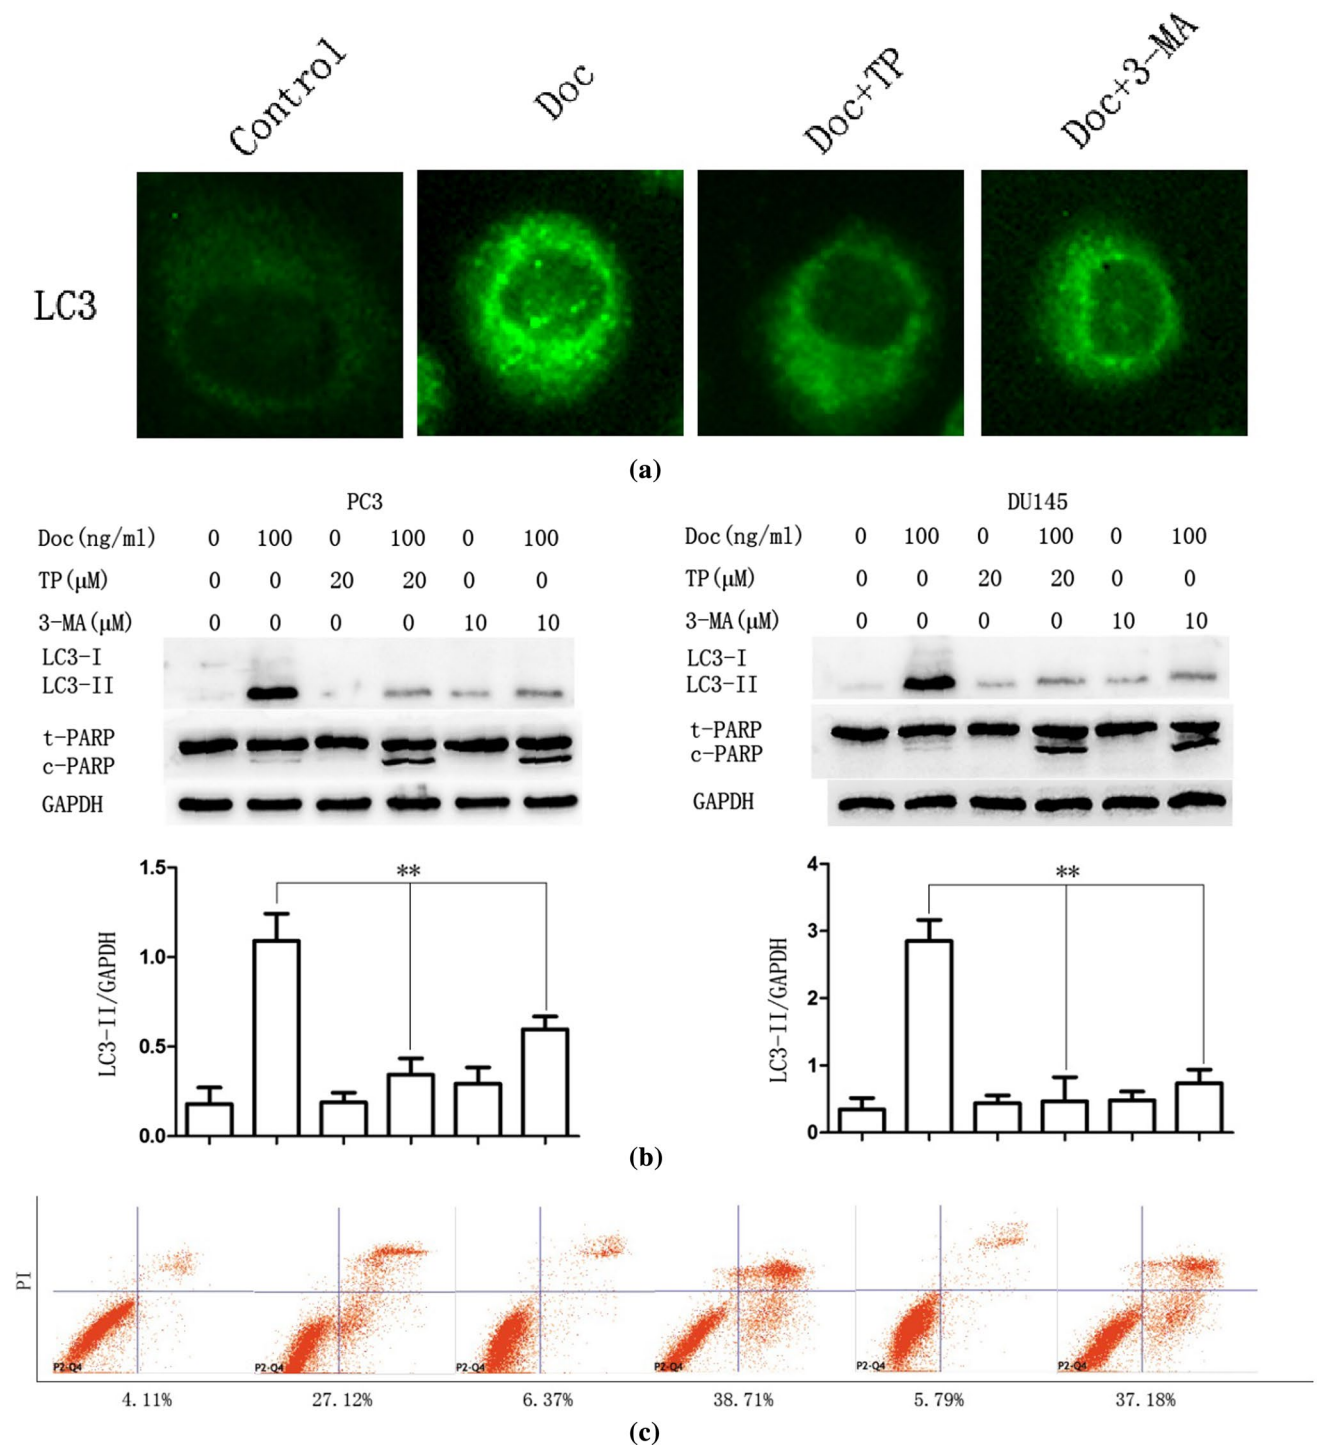 Control
Doc
Doc+TP
Doc+3-MA
LC3
(a)
PC3
Doc(ng/ml) 0 100 0 100 0 100
TP(μM) 0 0 20 20 0 0
3-MA(μM) 0 0 0 0 10 10
LC3-I
LC3-II
t-PARP
c-PARP
GAPDH
1.5
1.0
0.5
0.0
LC3-II/GAPDH
**
DU145
Doc(ng/ml) 0 100 0 100 0 100
TP(μM) 0 0 20 20 0 0
3-MA(μM) 0 0 0 0 10 10
LC3-I
LC3-II
t-PARP
c-PARP
GAPDH
4
3
2
1
0
LC3-II/GAPDH
**
(b)
PI
P2-Q4 P2-Q4 P2-Q4 P2-Q4 P2-Q4 P2-Q4
4.11% 27.12% 6.37% 38.71% 5.79% 37.18%
(c)